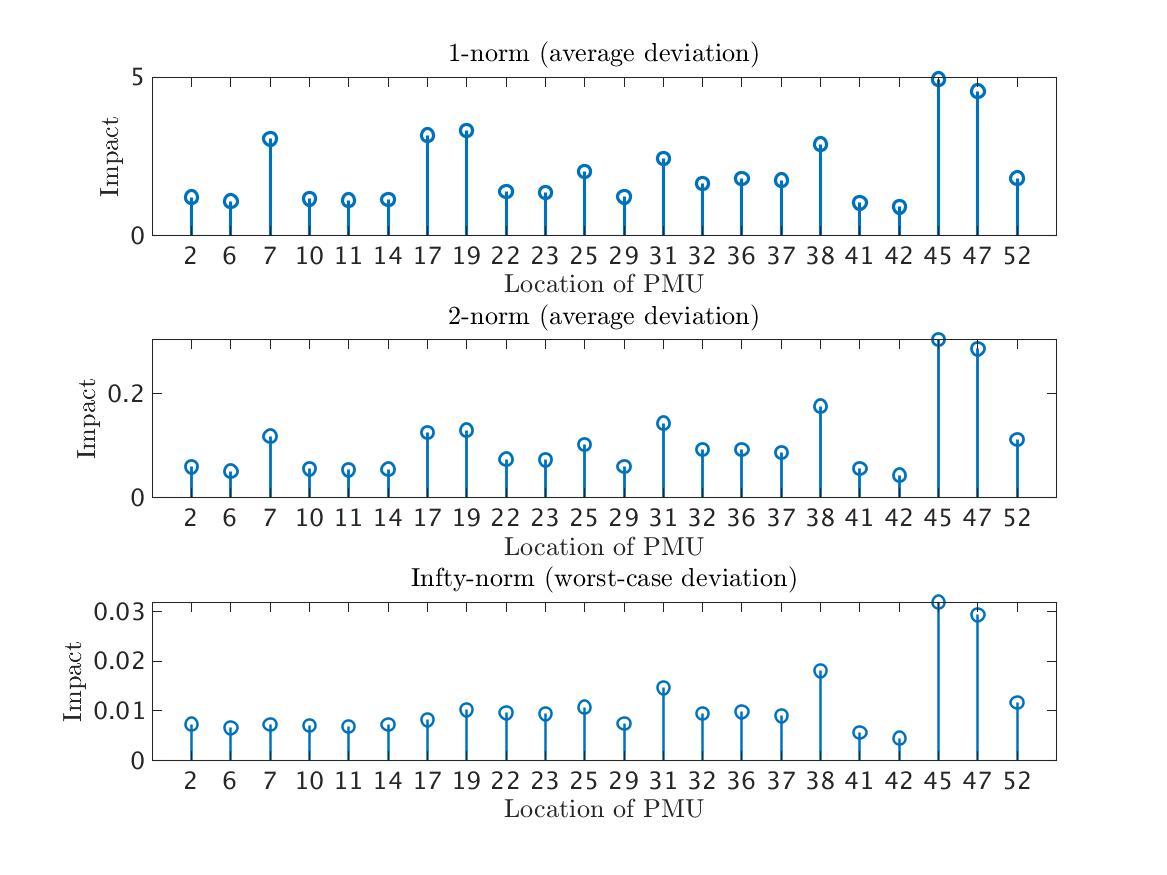 1-norm (average deviation)
5
Impact
0
2 6 7 10 11 14 17 19 22 23 25 29 31 32 36 37 38 41 42 45 47 52
Location of PMU
2-norm (average deviation)
0.2
Impact
0
2 6 7 10 11 14 17 19 22 23 25 29 31 32 36 37 38 41 42 45 47 52
Location of PMU
Infty-norm (worst-case deviation)
0.03
0.02
Impact
0.01
0
2 6 7 10 11 14 17 19 22 23 25 29 31 32 36 37 38 41 42 45 47 52
Location of PMU